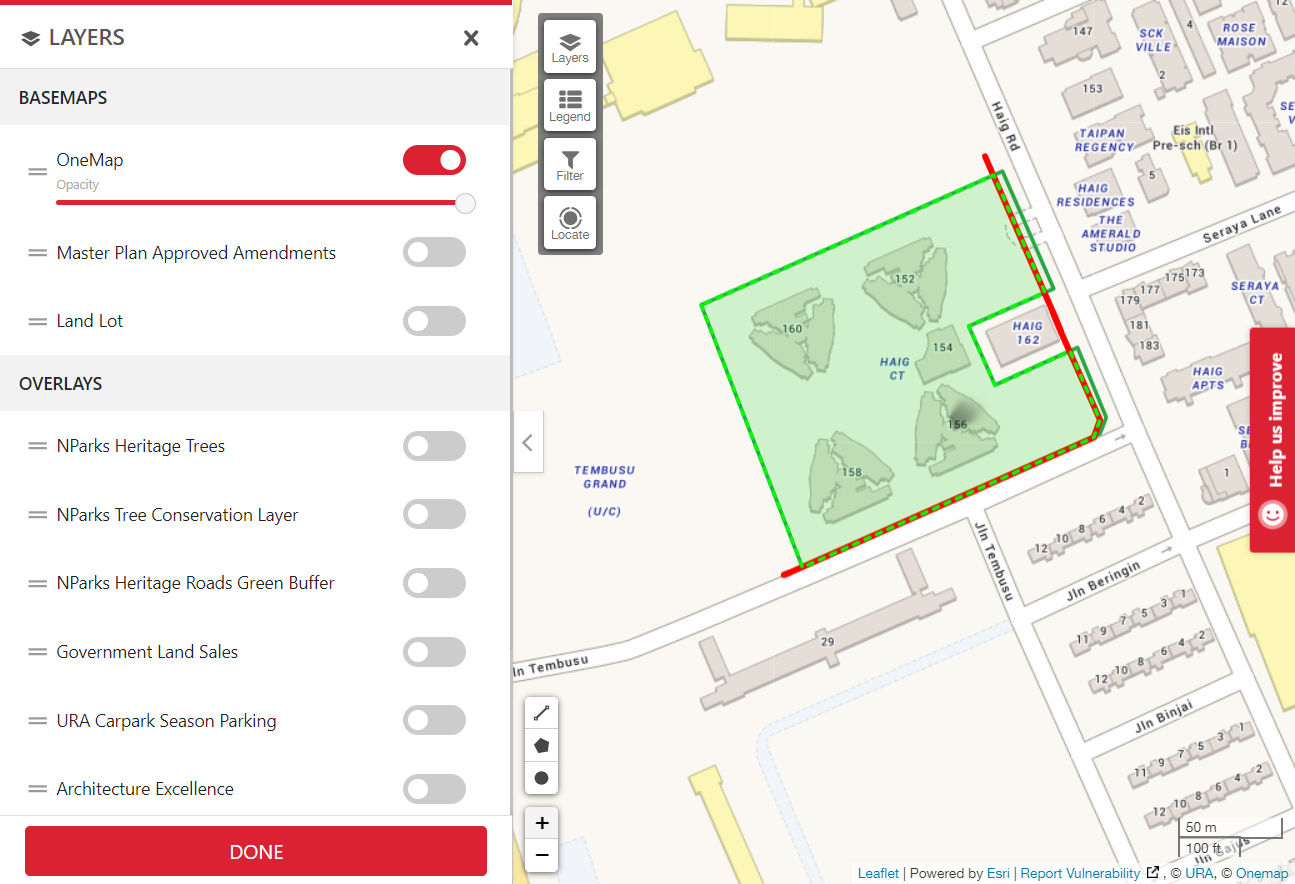 LAYERS
BASEMAPS
OneMap
Opacity
Master Plan Approved Amendments
Land Lot
OVERLAYS
NParks Heritage Trees
NParks Tree Conservation Layer
NParks Heritage Roads Green Buffer
Government Land Sales
URA Carpark Season Parking
Architecture Excellence
DONE
Layers
Legend
Filter
Locate
147
SCK
VILLE
4
ROSE
MAISON
12
2
153
Haig Rd
TAIPAN
REGENCY
Eis Intl
Pre-sch (Br 1)
5
HAIG
RESIDENCES
THE
AMERALD
STUDIO
Seraya Lane
152
160
154
HAIG
162
HAIG
CT
156
158
173
175
177
179
181
183
SERAYA
CT
HAIG
APTS
1
TEMBUSU
GRAND
(U/C)
Jln Tembusu
12
10
8
6
4
2
Jln Beringin
11
9
7
5
3
1
12
10
8
6
4
2
29
ln Tembusu
Jln Binjai
11
9
7
5
3
1
12
10
8
6
4
2
Help us improve
+
−
50 m
100 ft
Leaflet | Powered by Esri | Report Vulnerability , © URA, © Onemap